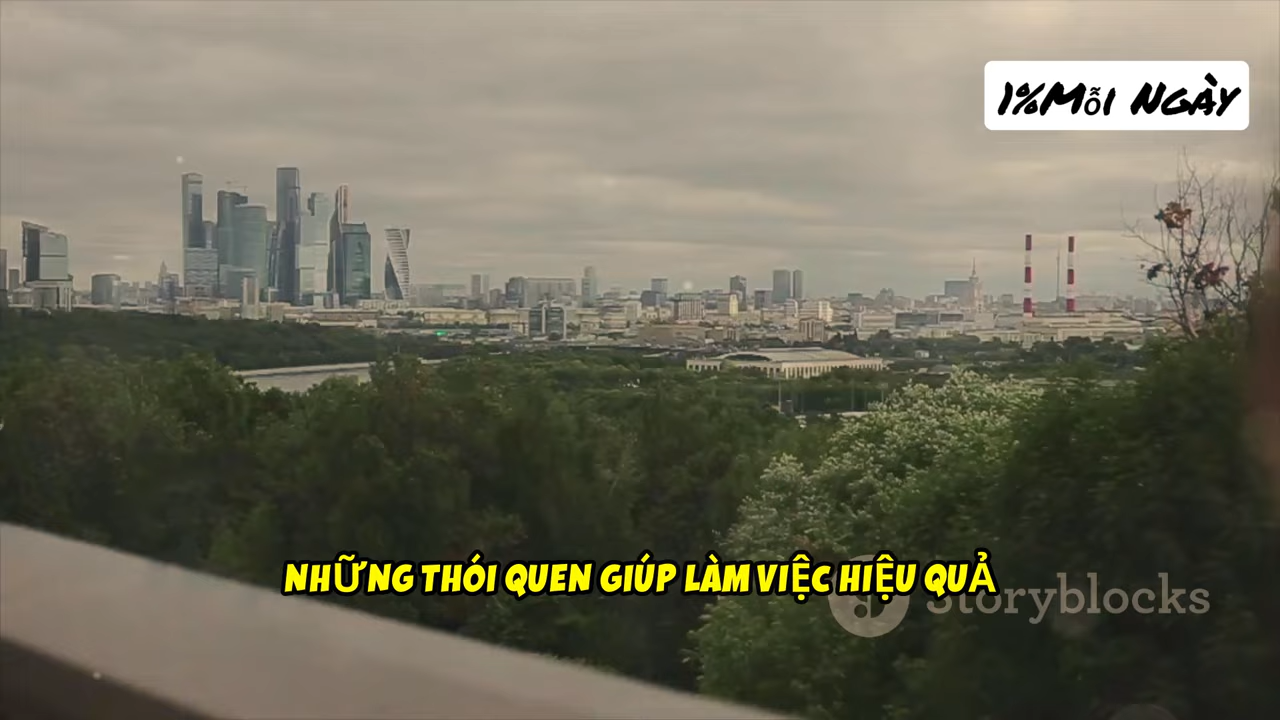 1%Mỗi Ngày
NHỮNG THÓI QUEN GIÚP LÀM VIỆC HIỆU QUẢ
Storyblocks